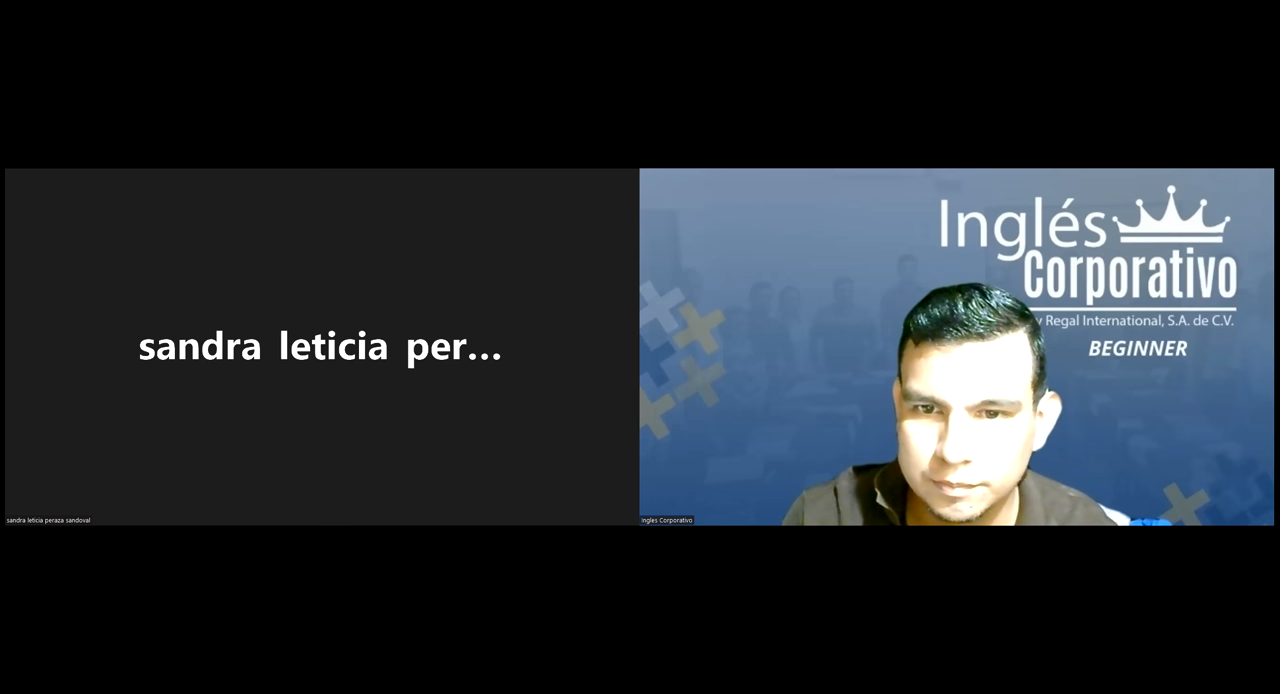 sandra leticia per...
sandra leticia peraza sandoval
Inglés
Corporativo
y Regal International, S.A. de C.V.
BEGINNER
Ingles Corporativo